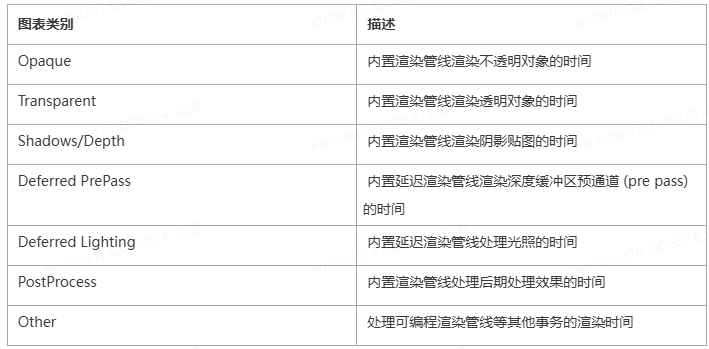 图表类别 描述
Opaque 内置渲染管线渲染不透明对象的时间
Transparent 内置渲染管线渲染透明对象的时间
Shadows/Depth 内置渲染管线渲染阴影贴图的时间
Deferred PrePass 内置延迟渲染管线渲染深度缓冲区预通道 (pre pass)
的时间
Deferred Lighting 内置延迟渲染管线处理光照的时间
PostProcess 内置渲染管线处理后期处理效果的时间
Other 处理可编程渲染管线等其他事务的渲染时间